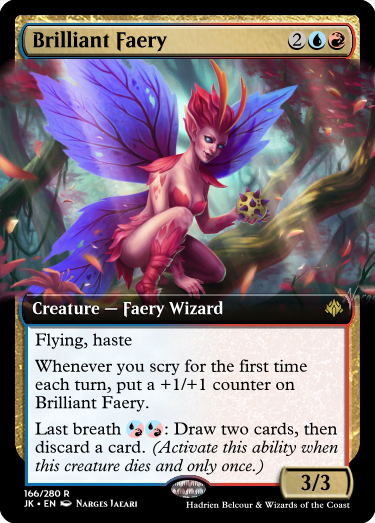 Brilliant Faery 2
Creature — Faery Wizard
Flying, haste
Whenever you scry for the first time
each turn, put a +1/+1 counter on
Brilliant Faery.
Last breath : Draw two cards, then
discard a card. (Activate this ability when
this creature dies and only once.)
3/3
166/280 R
JK • EN Narges Jaefari
Hadrien Belcour & Wizards of the Coast